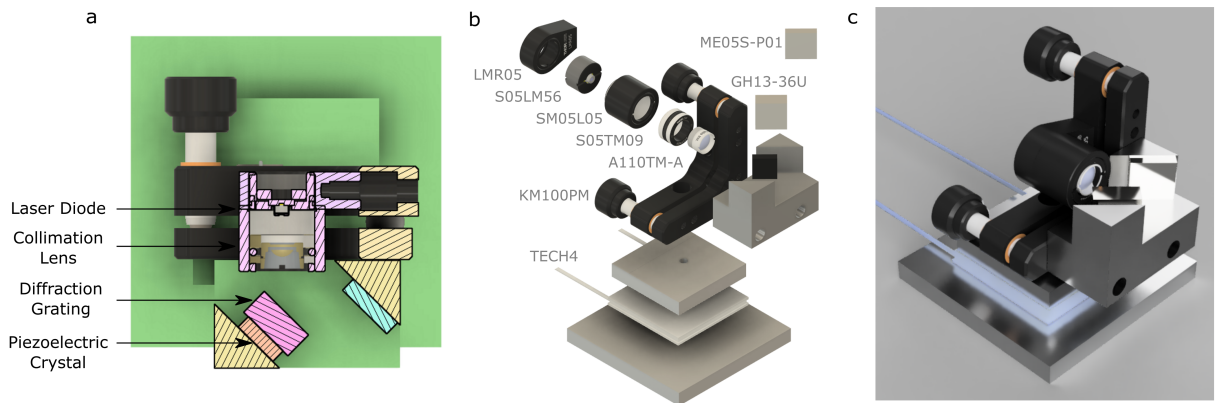 a
Laser Diode
Collimation
Lens
Diffraction
Grating
Piezoelectric
Crystal
b
ME05S-P01
LMR05
GH13-36U
S05LM56
SM05L05
S05TM09
A110TM-A
KM100PM
TECH4
c